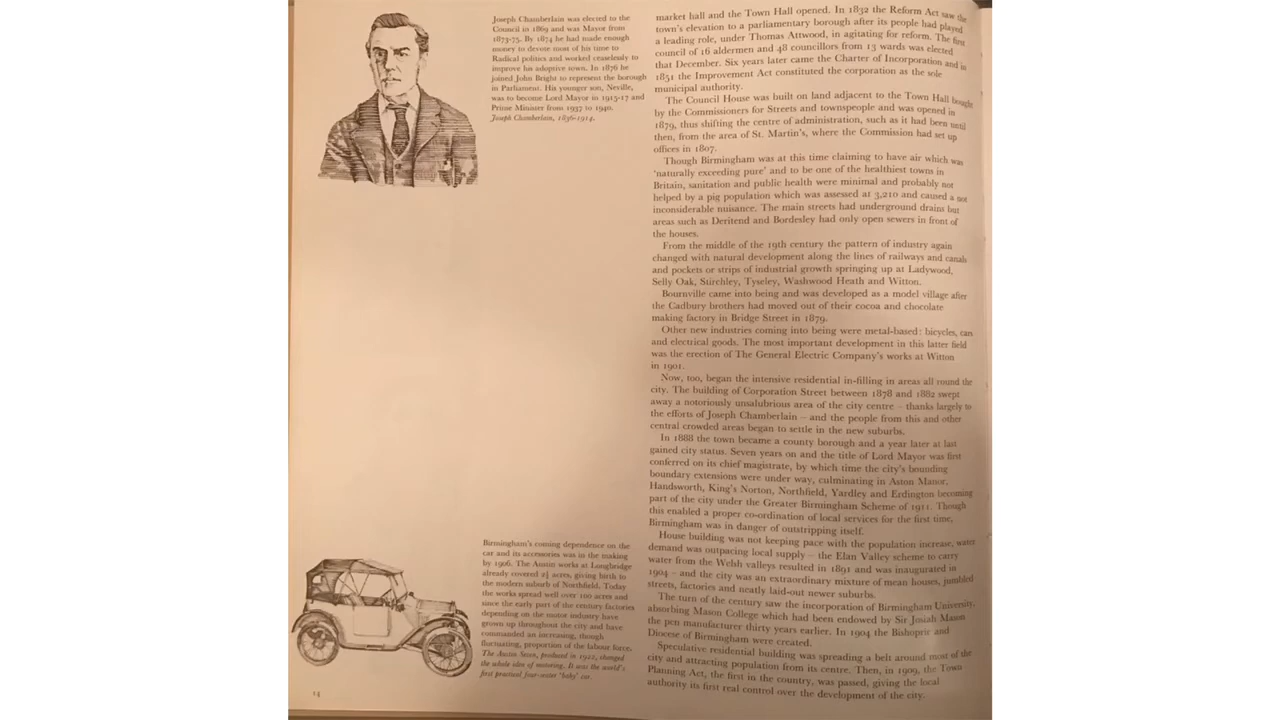 Joseph Chamberlain was elected to the
Council in 1869 and was Mayor from
1873-75. By 1874 he had made enough
money to devote most of his time to
Radical politics and worked ceaselessly to
improve his adoptive town. In 1876 he
joined John Bright to represent the borough
in Parliament. His younger son, Neville,
was to become Lord Mayor in 1915-17 and
Prime Minister from 1937 to 1940.
Joseph Chamberlain, 1836-1914.
Birmingham's coming dependence on the
car and its accessories was in the making
by 1906. The Austin works at Longbridge
already covered 2½ acres, giving birth to
the modern suburb of Northfield. Today
the works spread well over 100 acres and
since the early part of the century factories
depending on the motor industry have
grown up throughout the city and have
commanded an increasing, though
fluctuating, proportion of the labour force.
The Austin Seven, produced in 1922, changed
the whole idea of motoring. It was the world's
first practical four-seater 'baby' car.
14
market hall and the Town Hall opened. In 1832 the Reform Act saw the
town's elevation to a parliamentary borough after its people had played
a leading role, under Thomas Attwood, in agitating for reform. The first
council of 16 aldermen and 48 councillors from 13 wards was elected
that December. Six years later came the Charter of Incorporation and in
1851 the Improvement Act constituted the corporation as the sole
municipal authority.
The Council House was built on land adjacent to the Town Hall bought
by the Commissioners for Streets and townspeople and was opened in
1879, thus shifting the centre of administration, such as it had been until
then, from the area of St. Martin's, where the Commission had set up
offices in 1807.
Though Birmingham was at this time claiming to have air which was
'naturally exceeding pure' and to be one of the healthiest towns in
Britain, sanitation and public health were minimal and probably not
helped by a pig population which was assessed at 3,210 and caused a not
inconsiderable nuisance. The main streets had underground drains but
areas such as Deritend and Bordesley had only open sewers in front of
the houses.
From the middle of the 19th century the pattern of industry again
changed with natural development along the lines of railways and canals
and pockets or strips of industrial growth springing up at Ladywood,
Selly Oak, Stirchley, Tyseley, Washwood Heath and Witton.
Bournville came into being and was developed as a model village after
the Cadbury brothers had moved out of their cocoa and chocolate
making factory in Bridge Street in 1879.
Other new industries coming into being were metal-based: bicycles, cars
and electrical goods. The most important development in this latter field
was the erection of The General Electric Company's works at Witton
in 1901.
Now, too, began the intensive residential in-filling in areas all round the
city. The building of Corporation Street between 1878 and 1882 swept
away a notoriously unsalubrious area of the city centre – thanks largely to
the efforts of Joseph Chamberlain – and the people from this and other
central crowded areas began to settle in the new suburbs.
In 1888 the town became a county borough and a year later at last
gained city status. Seven years on and the title of Lord Mayor was first
conferred on its chief magistrate, by which time the city's bounding
boundary extensions were under way, culminating in Aston Manor,
Handsworth, King's Norton, Northfield, Yardley and Erdington becoming
part of the city under the Greater Birmingham Scheme of 1911. Though
this enabled a proper co-ordination of local services for the first time,
Birmingham was in danger of outstripping itself.
House building was not keeping pace with the population increase, water
demand was outpacing local supply – the Elan Valley scheme to carry
water from the Welsh valleys resulted in 1891 and was inaugurated in
1904 – and the city was an extraordinary mixture of mean houses, jumbled
streets, factories and neatly laid-out newer suburbs.
The turn of the century saw the incorporation of Birmingham University,
absorbing Mason College which had been endowed by Sir Josiah Mason
the pen manufacturer thirty years earlier. In 1904 the Bishopric and
Diocese of Birmingham were created.
Speculative residential building was spreading a belt around most of the
city and attracting population from its centre. Then, in 1909, the Town
Planning Act, the first in the country, was passed, giving the local
authority its first real control over the development of the city.